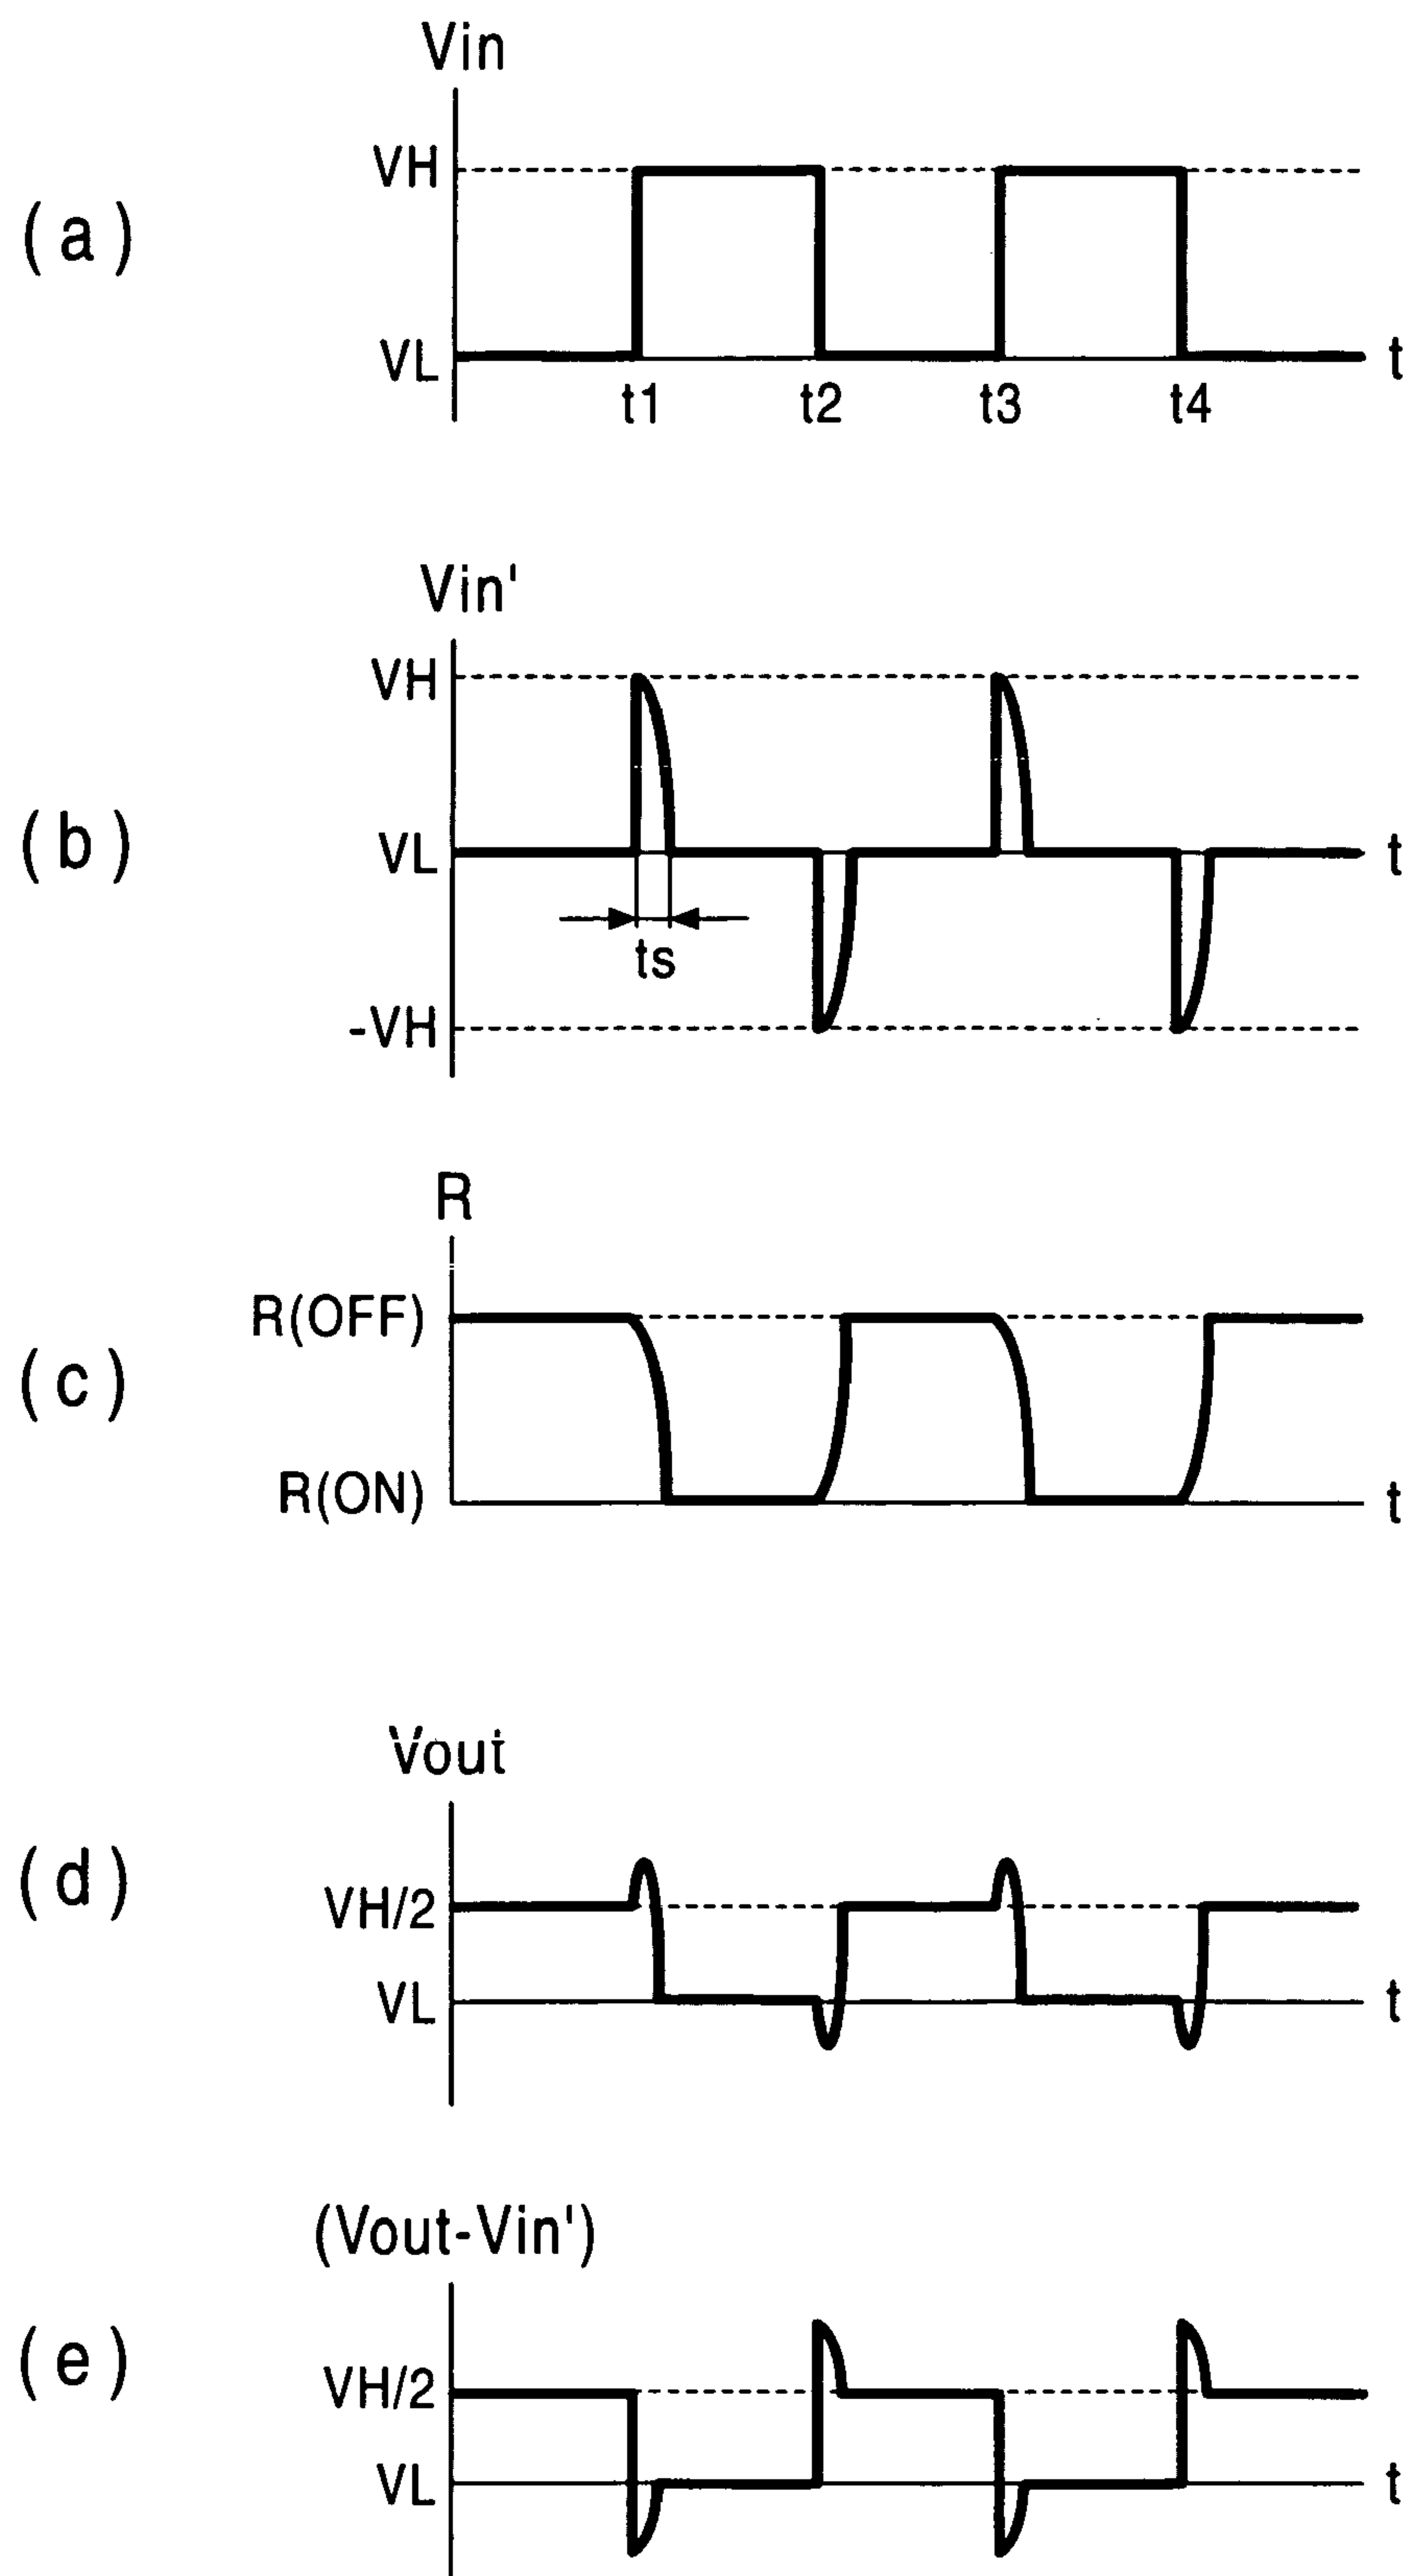 Vin
VH
(a)
VL
t
t1 t2 t3 t4
Vin'
VH
(b)
VL
t
ts
-VH
R
R(OFF)
(c)
R(ON)
t
Vout
(d)
VH/2
VL
t
(Vout-Vin')
(e)
VH/2
VL
t